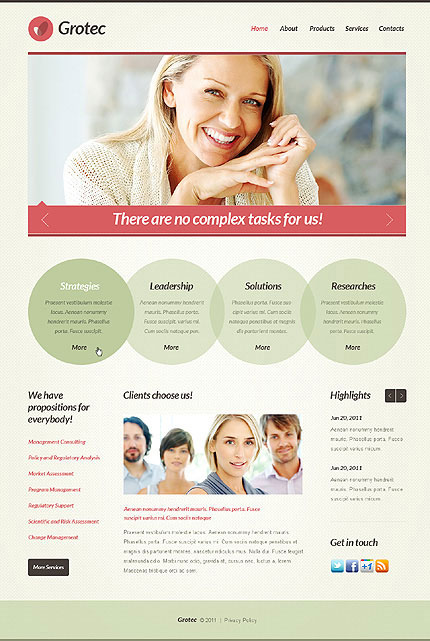 Grotec
Home About Products Services Contacts
There are no complex tasks for us!
Strategies
Praesent vestibulum molestie
lacus. Aenean nonummy
hendrerit mauris. Phasellus
porta. Fusce suscipit.
More
Leadership
Aenean nonummy hendrerit
mauris. Phasellus porta.
Fusce suscipit varius mi.
Cum sociis natoque penatibus.
More
Solutions
Phasellus porta. Fusce sus
cipit varius mi. Cum sociis
natoque penatibus et magnis
dis parturient montes.
More
Researches
Praesent vestibulum molestie
lacus. Aenean nonummy
hendrerit mauris. Phasellus
porta. Fusce suscipit.
More
We have
propositions for
everybody!
Management Consulting
Policy and Regulatory Analysis
Market Assessment
Program Management
Regulatory Support
Scientific and Risk Assessment
Change Management
More Services
Clients choose us!
Aenean nonummy hendrerit mauris. Phasellus porta. Fusce
suscipit varius mi. Cum sociis natoque
Praesent vestibulum molestie lacus. Aenean nonummy hendrerit
mauris. Phasellus porta. Fusce suscipit varius mi. Cum sociis natoque penatibus et
magnis dis parturient montes, nascetur ridiculus mus. Nulla dui. Fusce feugiat
malesuada odio. Morbi nunc odio, gravida at, cursus nec, luctus a, lorem.
Maecenas tristique orci ac sem.
Highlights
Jun 20, 2011
Aenean nonummy hendrerit
mauris. Phasellus porta. Fusce
suscipit varius mi.
Jun 20, 2011
Aenean nonummy hendrerit
mauris. Phasellus porta. Fusce
suscipit varius mi.
Get in touch
Grotec © 2011 | Privacy Policy